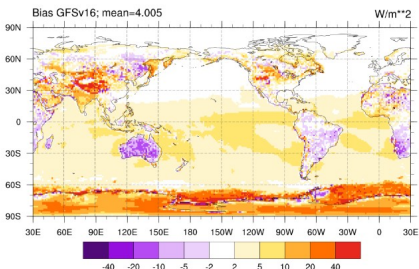 Bias GFSv16; mean=4.005 W/m**2
90N
60N
30N
0
30S
60S
90S
30E 60E 90E 120E 150E 180 150W 120W 90W 60W 30W 0 30E
-40 -20 -10 -5 -2 2 5 10 20 40